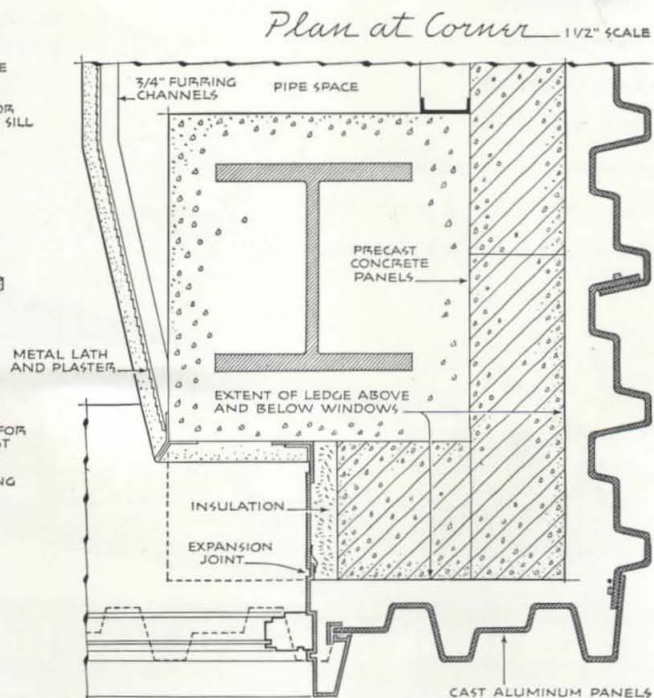 Plan at Corner 1 1/2" SCALE
3/4" FURRING
CHANNELS
PIPE SPACE
SILL
PRECAST
CONCRETE
PANELS
METAL LATH
AND PLASTER
EXTENT OF LEDGE ABOVE
AND BELOW WINDOWS
INSULATION
EXPANSION
JOINT
CAST ALUMINUM PANELS